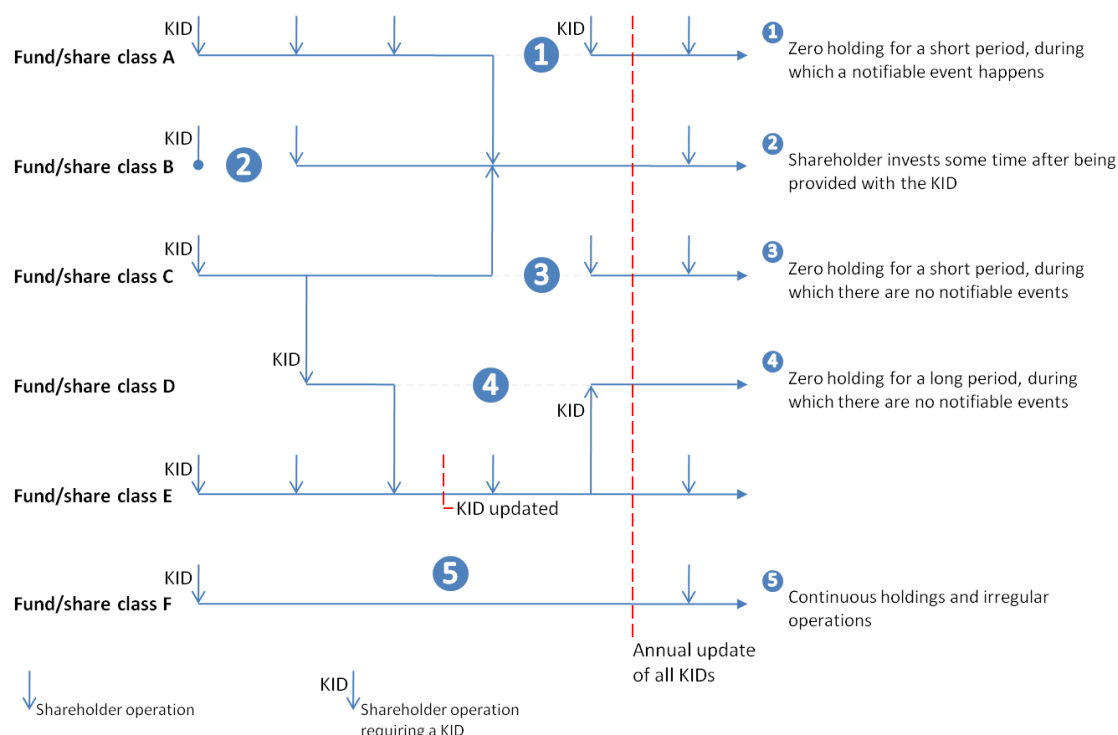 KID
KID
1
Fund/share class A
1
Zero holding for a short period, during
which a notifiable event happens
KID
2
Fund/share class B
2
Shareholder invests some time after being
provided with the KID
KID
3
Fund/share class C
3
Zero holding for a short period, during
which there are no notifiable events
KID
4
Fund/share class D
4
Zero holding for a long period, during
which there are no notifiable events
KID
KID
Fund/share class E
KID updated
KID
5
Fund/share class F
5
Continuous holdings and irregular
operations
Annual update
of all KIDs
Shareholder operation
KID
Shareholder operation
requiring a KID